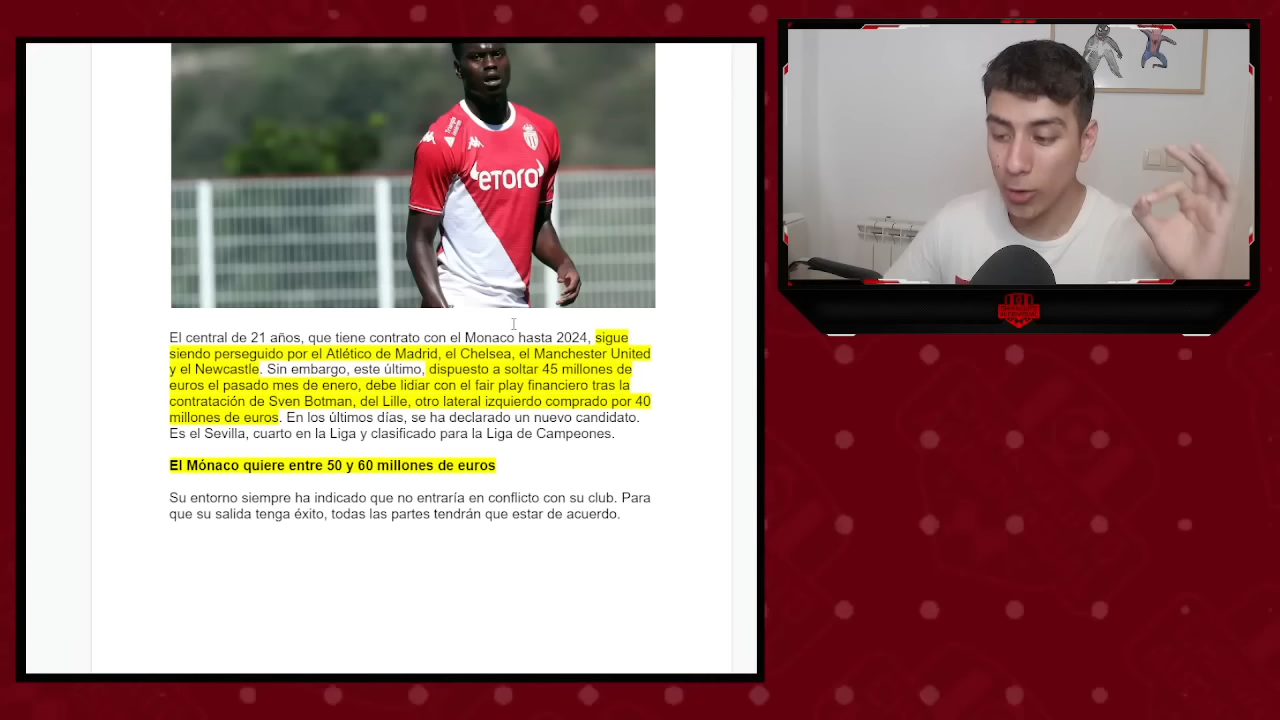 eTORO
El central de 21 años, que tiene contrato con el Monaco hasta 2024, sigue
siendo perseguido por el Atlético de Madrid, el Chelsea, el Manchester United
y el Newcastle. Sin embargo, este último, dispuesto a soltar 45 millones de
euros el pasado mes de enero, debe lidiar con el fair play financiero tras la
contratación de Sven Botman, del Lille, otro lateral izquierdo comprado por 40
millones de euros. En los últimos días, se ha declarado un nuevo candidato.
Es el Sevilla, cuarto en la Liga y clasificado para la Liga de Campeones.
El Mónaco quiere entre 50 y 60 millones de euros
Su entorno siempre ha indicado que no entraría en conflicto con su club. Para
que su salida tenga éxito, todas las partes tendrán que estar de acuerdo.